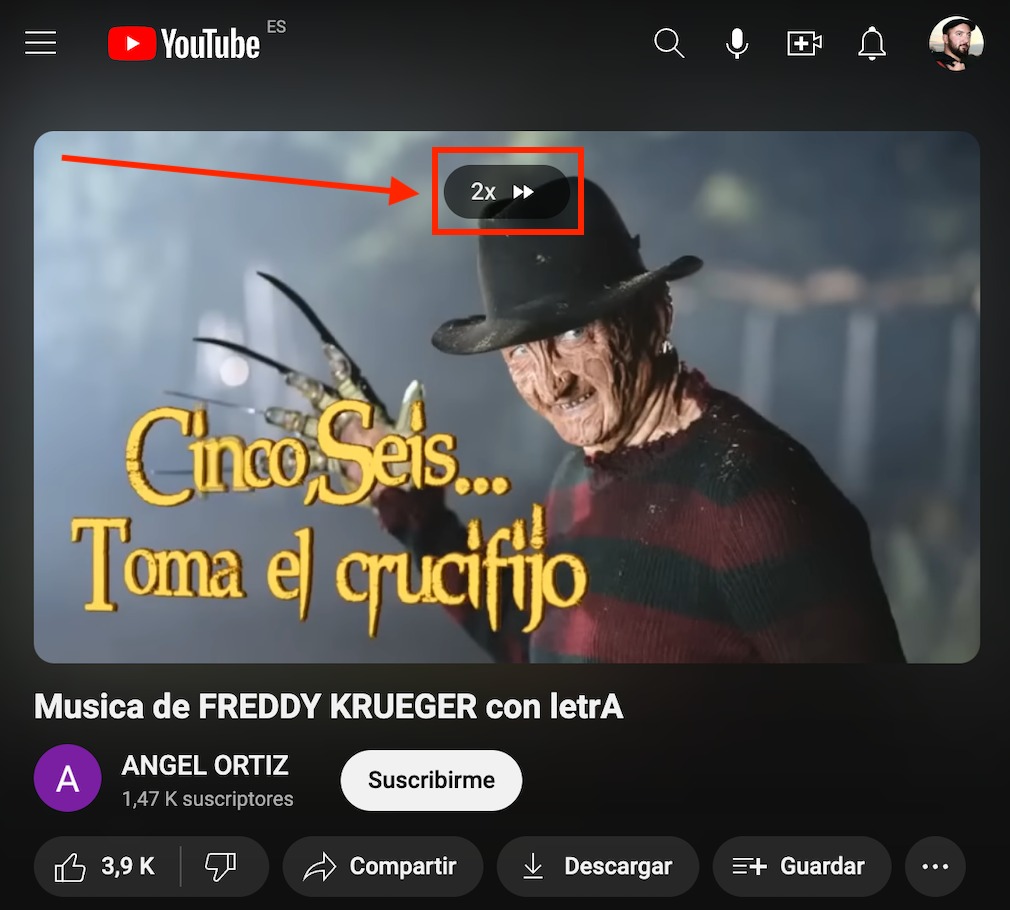 YouTube ES
2x
Cinco,Seis...
Toma el crucifijo
Musica de FREDDY KRUEGER con letrA
A
ANGEL ORTIZ
1,47 K suscriptores
Suscribirme
3,9 K
Compartir
Descargar
Guardar